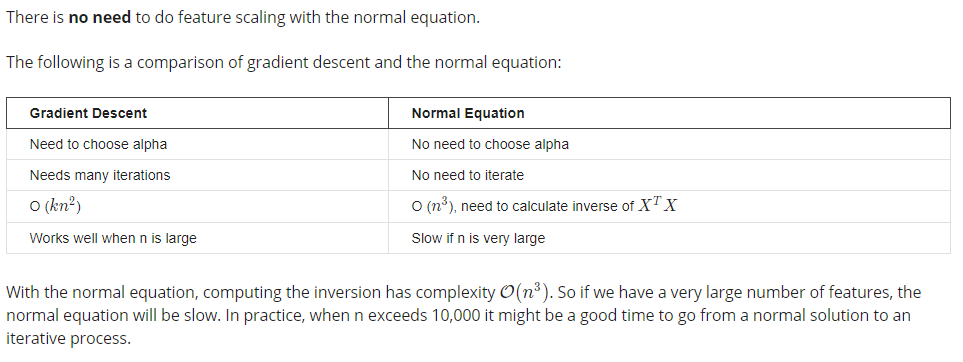 There is no need to do feature scaling with the normal equation.
The following is a comparison of gradient descent and the normal equation:
Gradient Descent Normal Equation
Need to choose alpha No need to choose alpha
Needs many iterations No need to iterate
O (kn²) O (n³), need to calculate inverse of XᵀX
Works well when n is large Slow if n is very large
With the normal equation, computing the inversion has complexity 𝒪(n³). So if we have a very large number of features, the
normal equation will be slow. In practice, when n exceeds 10,000 it might be a good time to go from a normal solution to an
iterative process.